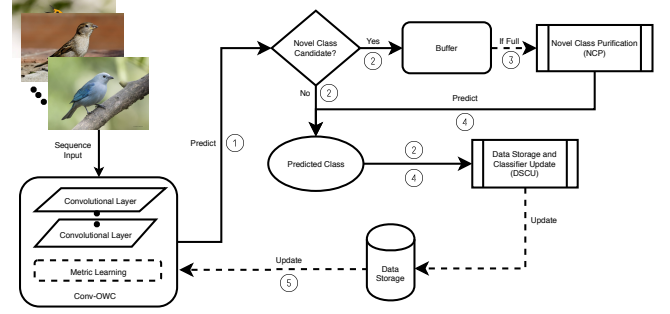 Sequence
Input
Convolutional Layer
Convolutional Layer
Metric Learning
Conv-OWC
Predict
1
Novel Class
Candidate?
Yes
2
No
2
Buffer
If Full
3
Novel Class Purification
(NCP)
Predict
4
Predicted Class
2
4
Data Storage and
Classifier Update
(DSCU)
Update
Data
Storage
Update
5